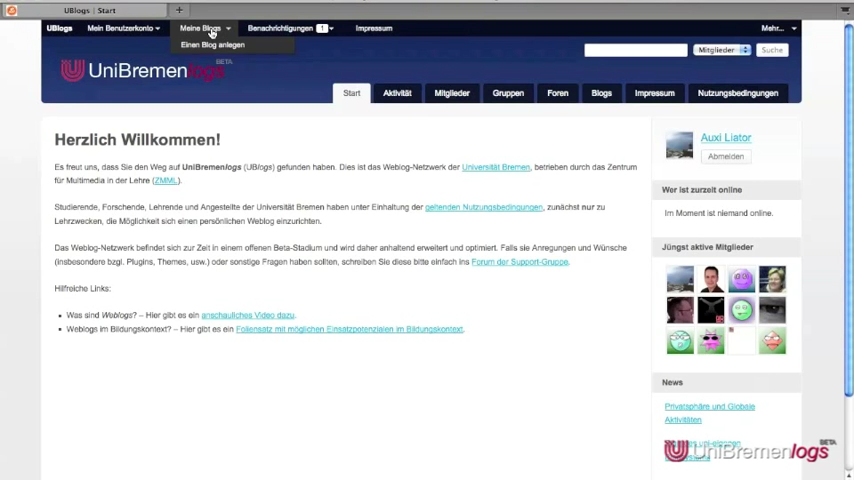 UBlogs | Start
UBlogs Mein Benutzerkonto Meine Blogs Benachrichtigungen 1 Impressum Mehr...
Einen Blog anlegen
Mitglieder Suche
UniBremenlogs BETA
Start Aktivität Mitglieder Gruppen Foren Blogs Impressum Nutzungsbedingungen
Herzlich Willkommen!
Es freut uns, dass Sie den Weg auf UniBremenlogs (UBlogs) gefunden haben. Dies ist das Weblog-Netzwerk der Universität Bremen, betrieben durch das Zentrum
für Multimedia in der Lehre (ZMML).
Studierende, Forschende, Lehrende und Angestellte der Universität Bremen haben unter Einhaltung der geltenden Nutzungsbedingungen, zunächst nur zu
Lehrzwecken, die Möglichkeit sich einen persönlichen Weblog einzurichten.
Das Weblog-Netzwerk befindet sich zur Zeit in einem offenen Beta-Stadium und wird daher anhaltend erweitert und optimiert. Falls sie Anregungen und Wünsche
(insbesondere bzgl. Plugins, Themes, usw.) oder sonstige Fragen haben sollten, schreiben Sie diese bitte einfach ins Forum der Support-Gruppe.
Hilfreiche Links:
Was sind Weblogs? – Hier gibt es ein anschauliches Video dazu.
Weblogs im Bildungskontext? – Hier gibt es ein Foliensatz mit möglichen Einsatzpotenzialen im Bildungskontext.
Auxi Liator
Abmelden
Wer ist zurzeit online
Im Moment ist niemand online.
Jüngst aktive Mitglieder
News
Privatsphäre und Globale
Aktivitäten
UniBremenlogs BETA